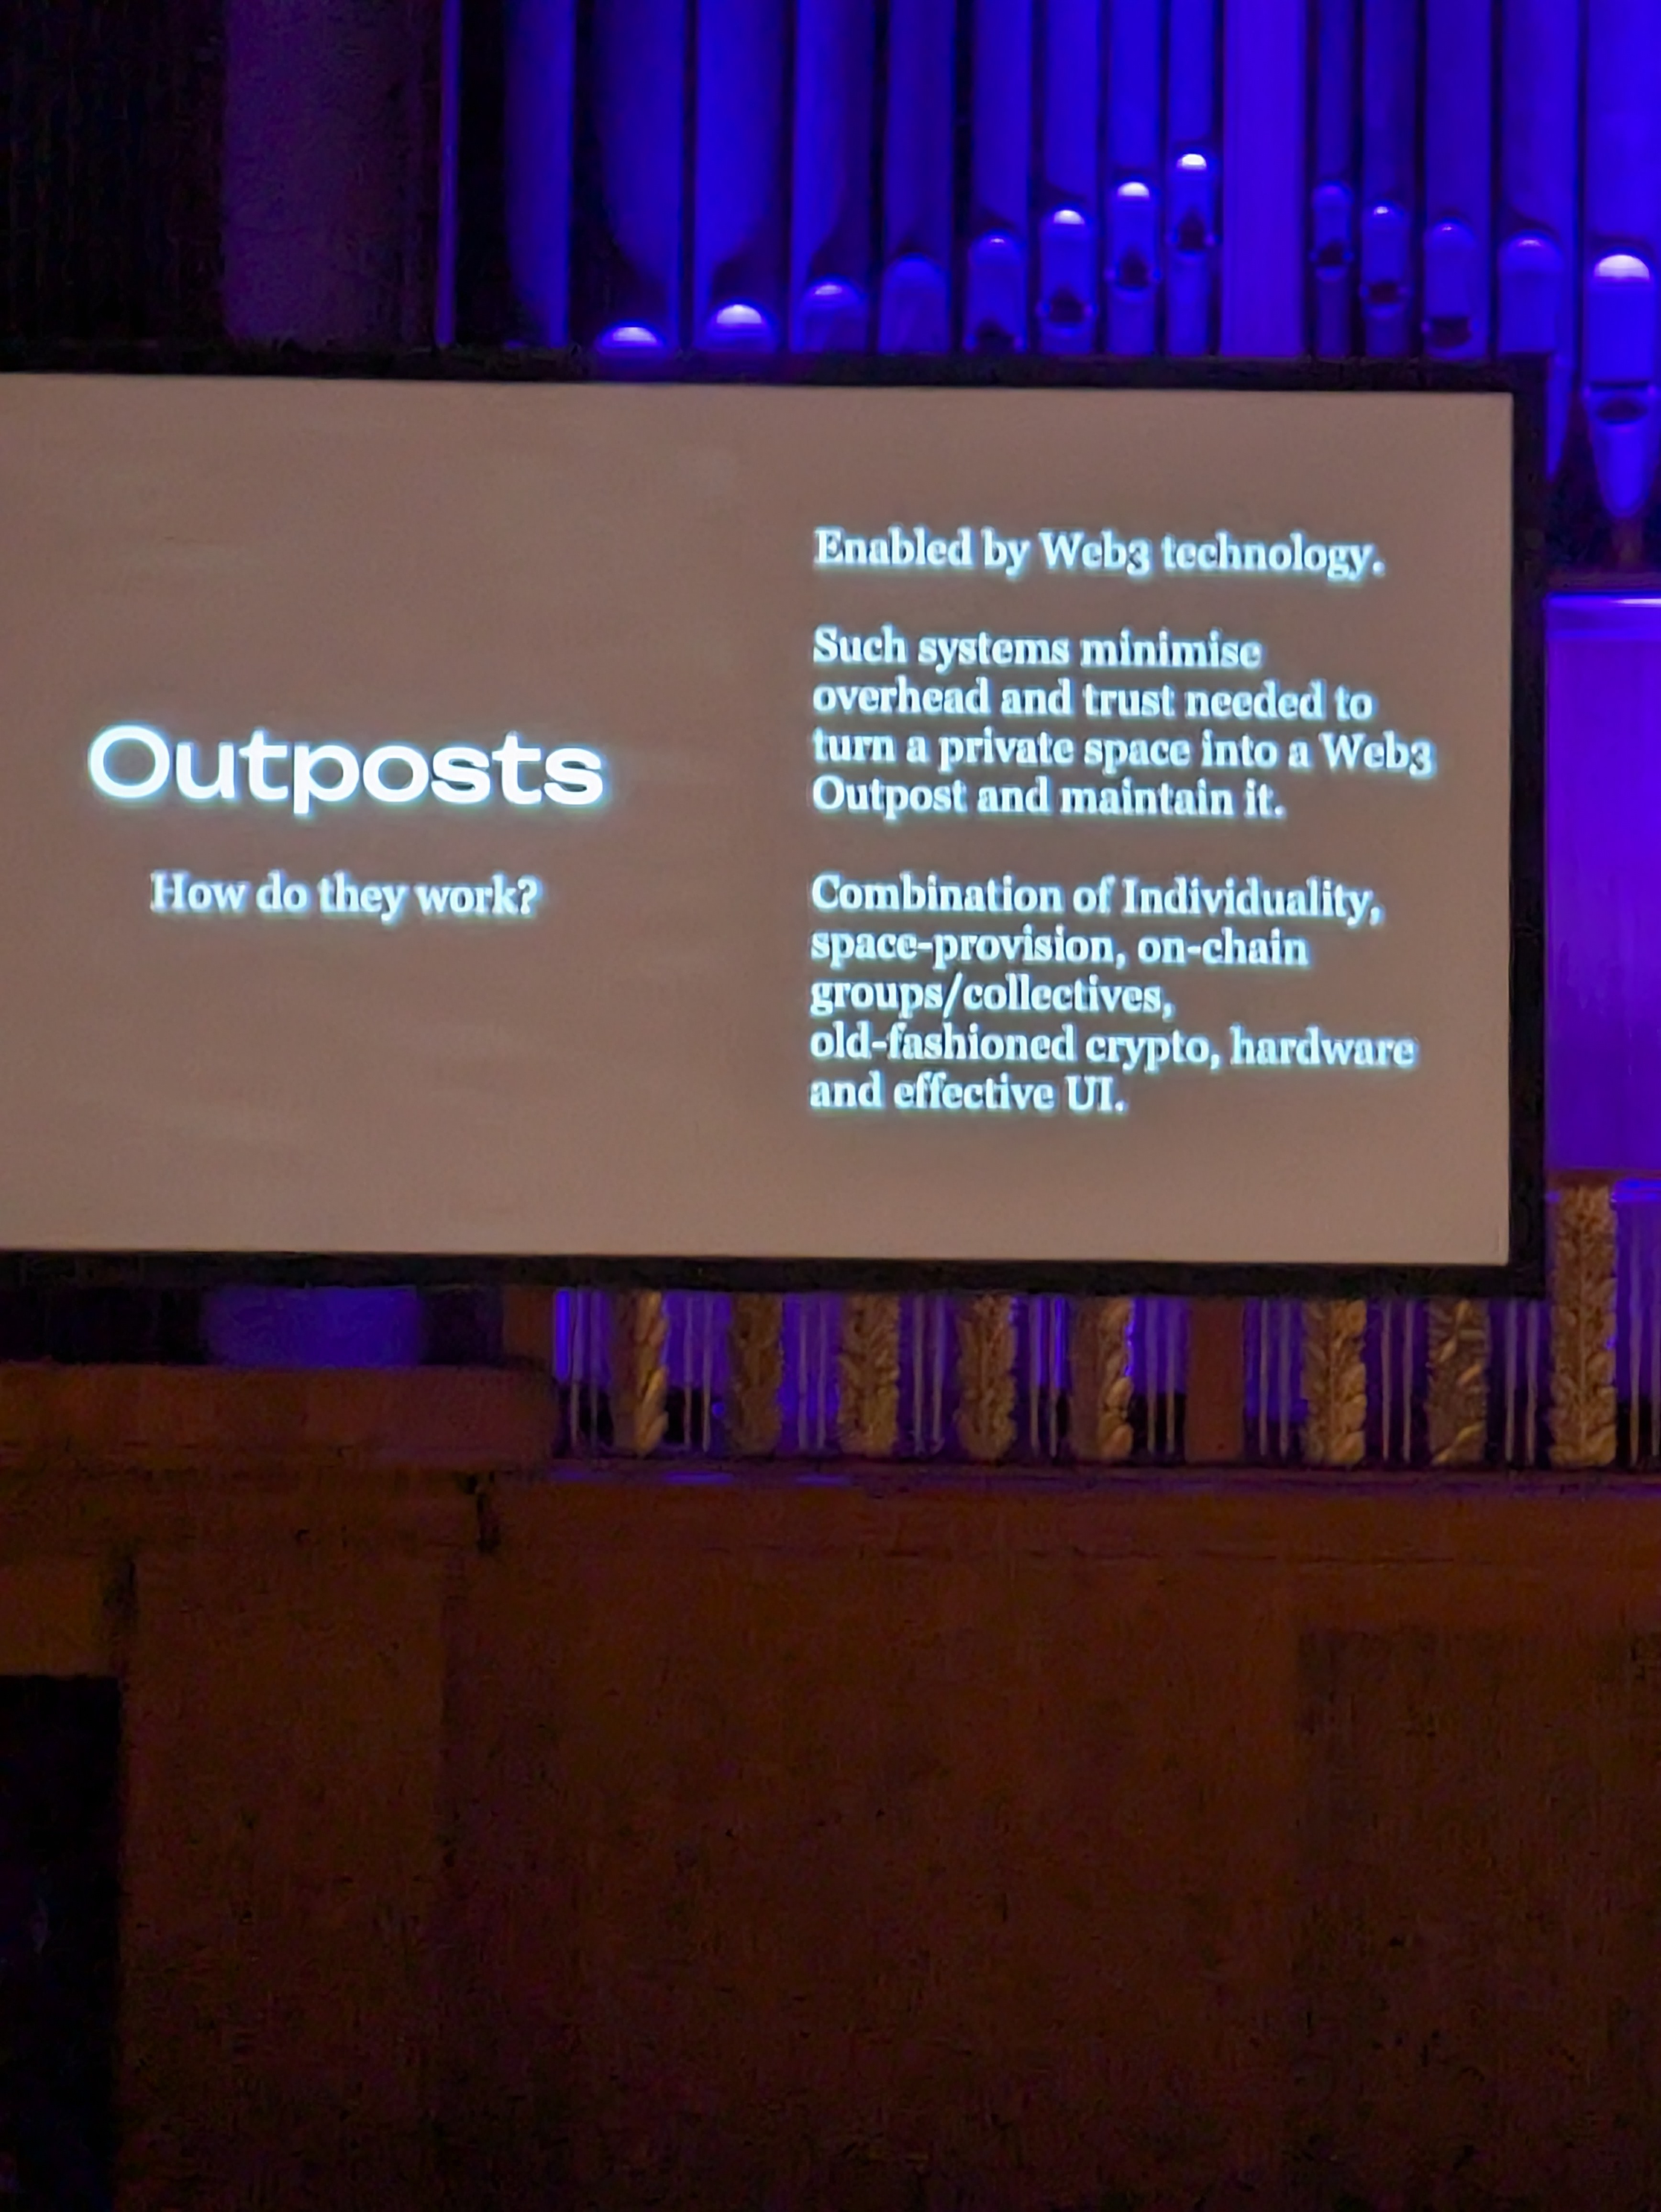 Outposts
How do they work?
Enabled by Web3 technology.
Such systems minimise
overhead and trust needed to
turn a private space into a Web3
Outpost and maintain it.
Combination of Individuality,
space-provision, on-chain
groups/collectives,
old-fashioned crypto, hardware
and effective UI.